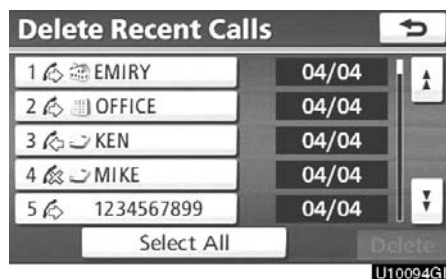 Delete Recent Calls
1 EMIRY 04/04
2 OFFICE 04/04
3 KEN 04/04
4 MIKE 04/04
5 1234567899 04/04
Select All Delete
U10094G